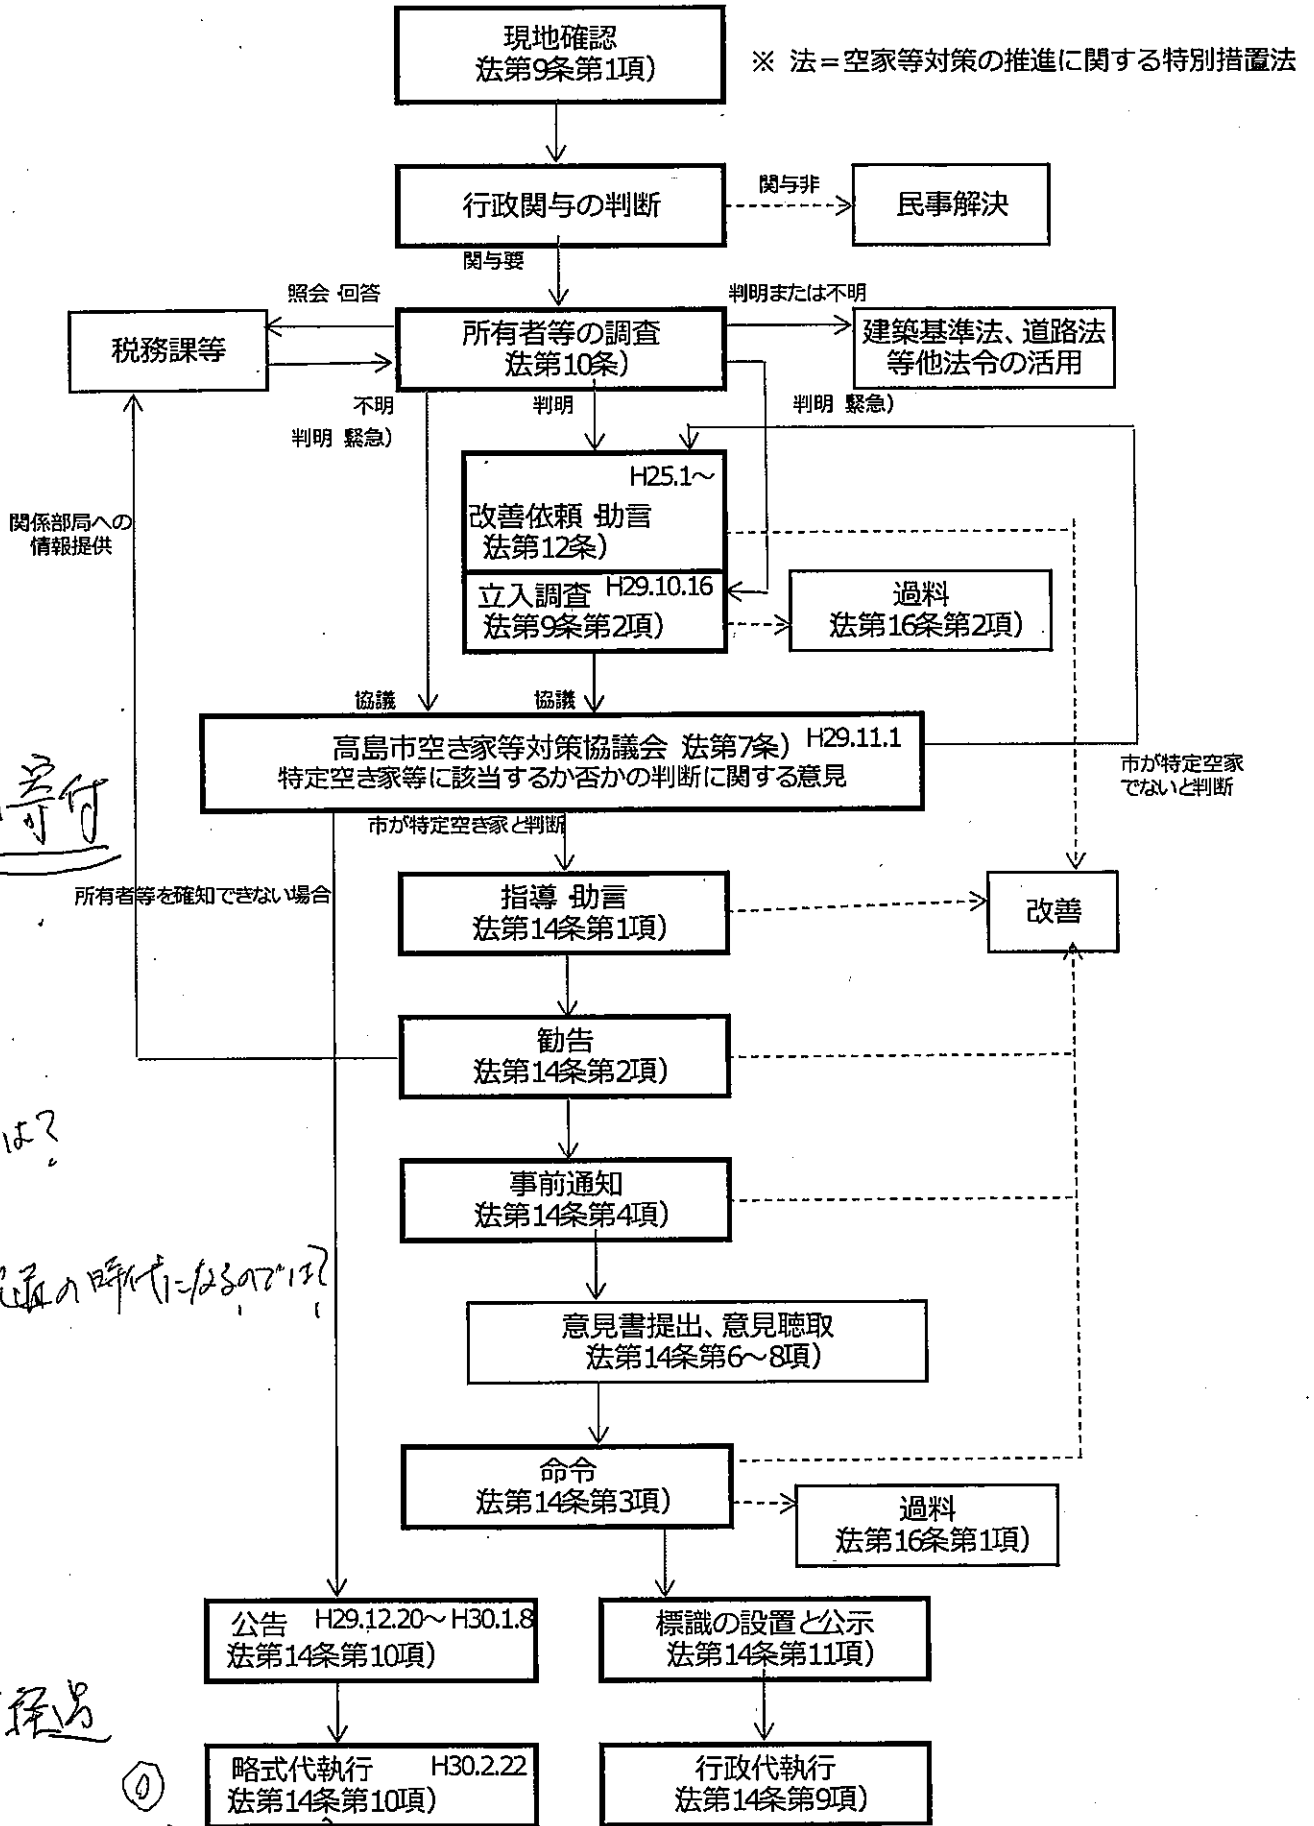 現地確認
法第9条第1項)
※ 法＝空家等対策の推進に関する特別措置法
行政関与の判断
関与非
民事解決
関与要
照会・回答
判明または不明
税務課等
所有者等の調査
法第10条)
建築基準法、道路法
等他法令の活用
不明
判明 緊急)
判明
判明 緊急)
H25.1～
改善依頼・助言
法第12条)
関係部局への
情報提供
立入調査 H29.10.16
法第9条第2項)
過料
法第16条第2項)
協議
協議
高島市空き家等対策協議会 法第7条) H29.11.1
特定空き家等に該当するか否かの判断に関する意見
市が特定空家
でないと判断
寄付
市が特定空き家と判断
所有者等を確知できない場合
指導・助言
法第14条第1項)
改善
勧告
法第14条第2項)
は？
事前通知
法第14条第4項)
の時代になるのでは？
意見書提出、意見聴取
法第14条第6～8項)
命令
法第14条第3項)
過料
法第16条第1項)
公告 H29.12.20～H30.1.8
法第14条第10項)
標識の設置と公示
法第14条第11項)
略式代執行 H30.2.22
法第14条第10項)
行政代執行
法第14条第9項)